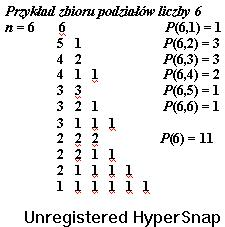 Przykład zbioru podziałów liczby 6
n = 6 6 P(6,1) = 1
5 1 P(6,2) = 3
4 2 P(6,3) = 3
4 1 1 P(6,4) = 2
3 3 P(6,5) = 1
3 2 1 P(6,6) = 1
3 1 1 1
2 2 2 P(6) = 11
2 2 1 1
2 1 1 1 1
1 1 1 1 1 1
Unregistered HyperSnap